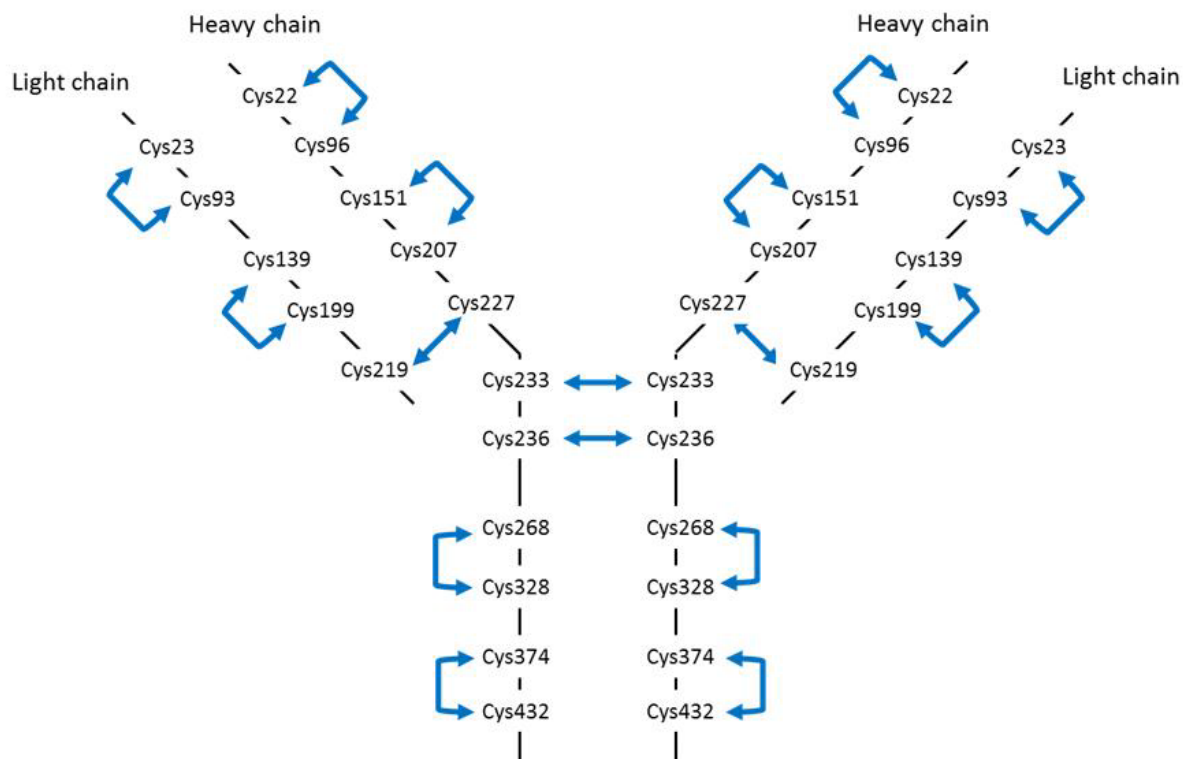 Heavy chain
Heavy chain
Light chain
Light chain
Cys22
Cys22
Cys96
Cys96
Cys23
Cys23
Cys93
Cys151
Cys151
Cys93
Cys139
Cys207
Cys207
Cys139
Cys199
Cys227
Cys227
Cys199
Cys219
Cys219
Cys233
Cys233
Cys236
Cys236
Cys268
Cys268
Cys328
Cys328
Cys374
Cys374
Cys432
Cys432